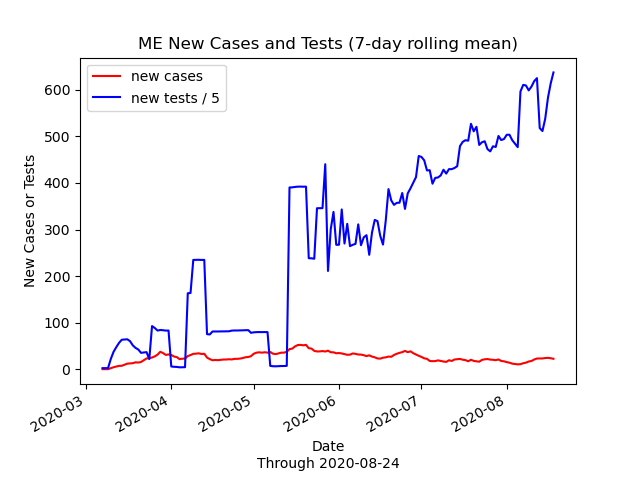 ME New Cases and Tests (7-day rolling mean)
new cases
new tests / 5
New Cases or Tests
600
500
400
300
200
100
0
2020-03
2020-04
2020-05
2020-06
2020-07
2020-08
Date
Through 2020-08-24